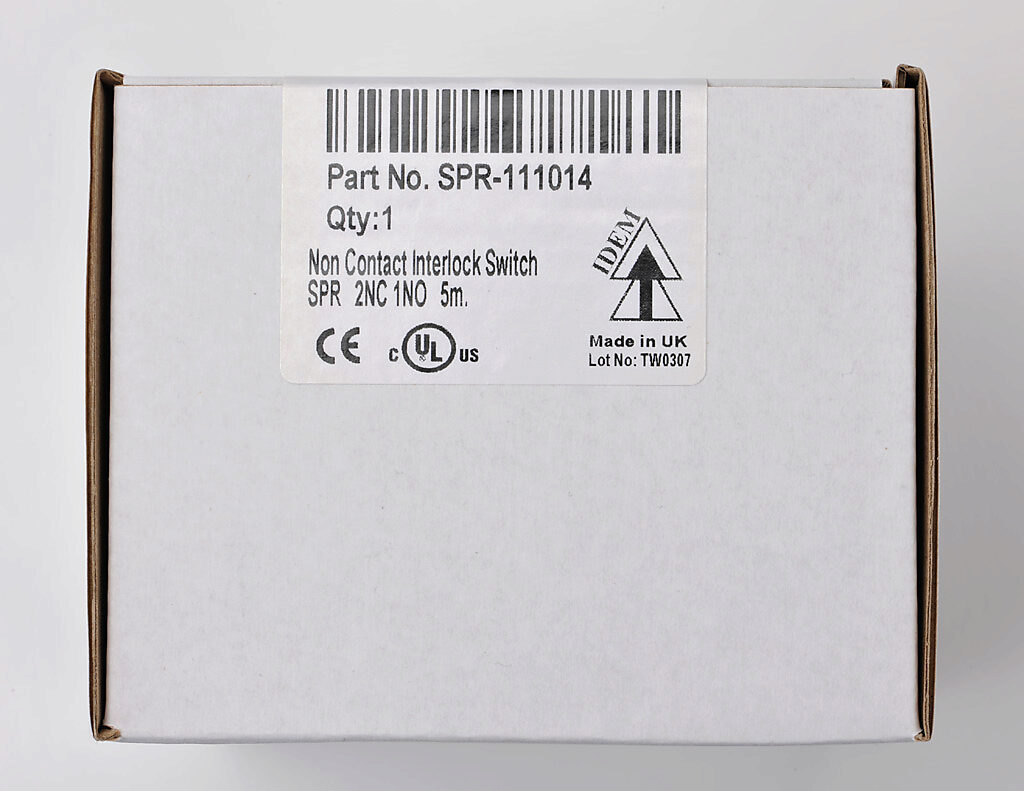 Part No. SPR-111014
Qty:1
Non Contact Interlock Switch
SPR 2NC 1NO 5m.
IDEM
CE
C UL US
Made in UK
Lot No: TW0307